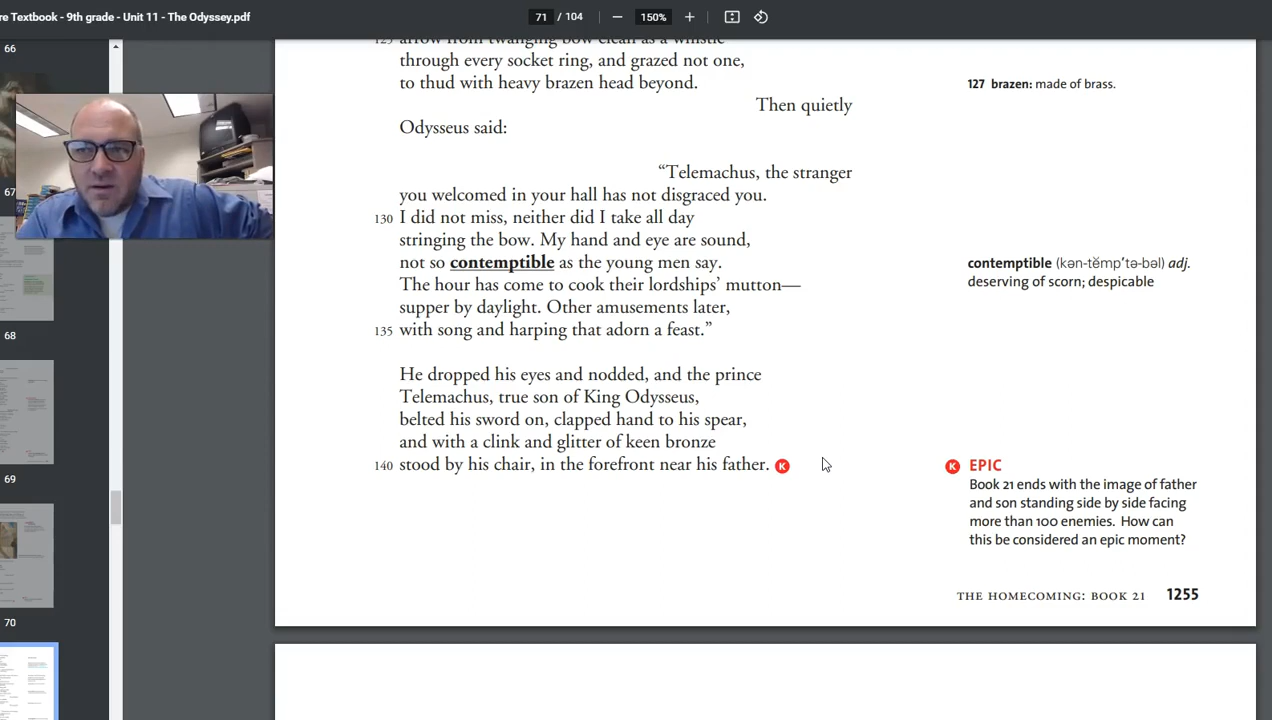 re Textbook - 9th grade - Unit 11 - The Odyssey.pdf
71 / 104
150%
66
67
68
69
70
125 arrow from twanging bow clean as a whistle
through every socket ring, and grazed not one,
to thud with heavy brazen head beyond.
127 brazen: made of brass.
Then quietly
Odysseus said:
“Telemachus, the stranger
you welcomed in your hall has not disgraced you.
130 I did not miss, neither did I take all day
stringing the bow. My hand and eye are sound,
not so contemptible as the young men say.
contemptible (kən-tĕmpʹtə-bəl) adj.
deserving of scorn; despicable
The hour has come to cook their lordships’ mutton—
supper by daylight. Other amusements later,
135 with song and harping that adorn a feast.”
He dropped his eyes and nodded, and the prince
Telemachus, true son of King Odysseus,
belted his sword on, clapped hand to his spear,
and with a clink and glitter of keen bronze
140 stood by his chair, in the forefront near his father. K
K EPIC
Book 21 ends with the image of father
and son standing side by side facing
more than 100 enemies. How can
this be considered an epic moment?
THE HOMECOMING: BOOK 21 1255